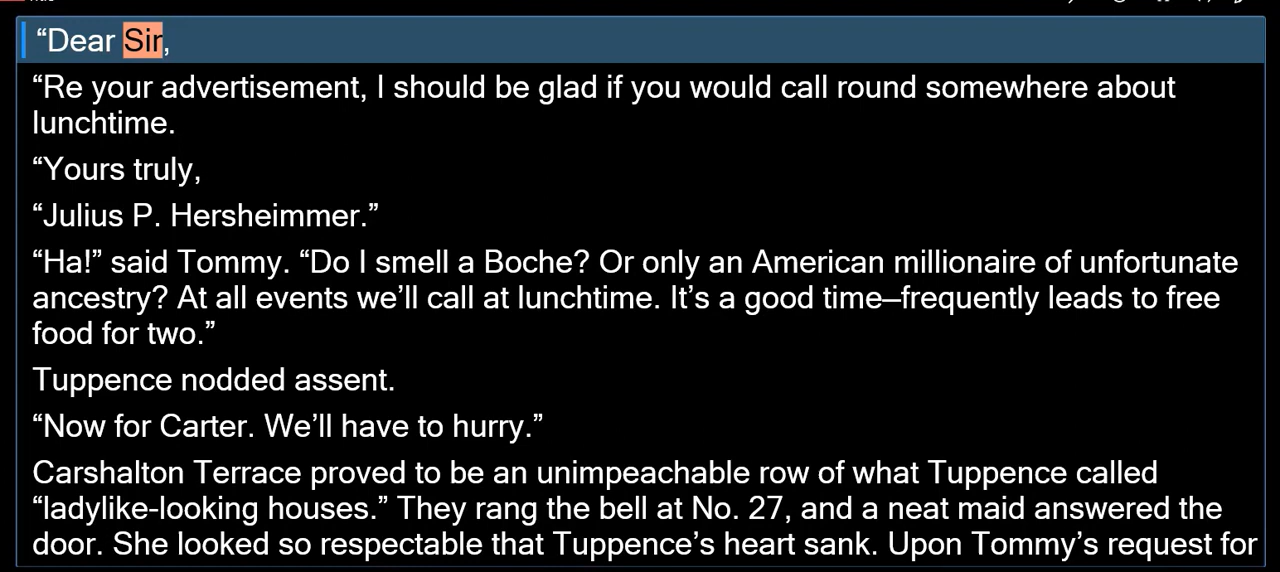 “Dear Sir,
“Re your advertisement, I should be glad if you would call round somewhere about
lunchtime.
“Yours truly,
“Julius P. Hersheimmer.”
“Ha!” said Tommy. “Do I smell a Boche? Or only an American millionaire of unfortunate
ancestry? At all events we’ll call at lunchtime. It’s a good time—frequently leads to free
food for two.”
Tuppence nodded assent.
“Now for Carter. We’ll have to hurry.”
Carshalton Terrace proved to be an unimpeachable row of what Tuppence called
“ladylike-looking houses.” They rang the bell at No. 27, and a neat maid answered the
door. She looked so respectable that Tuppence’s heart sank. Upon Tommy’s request for